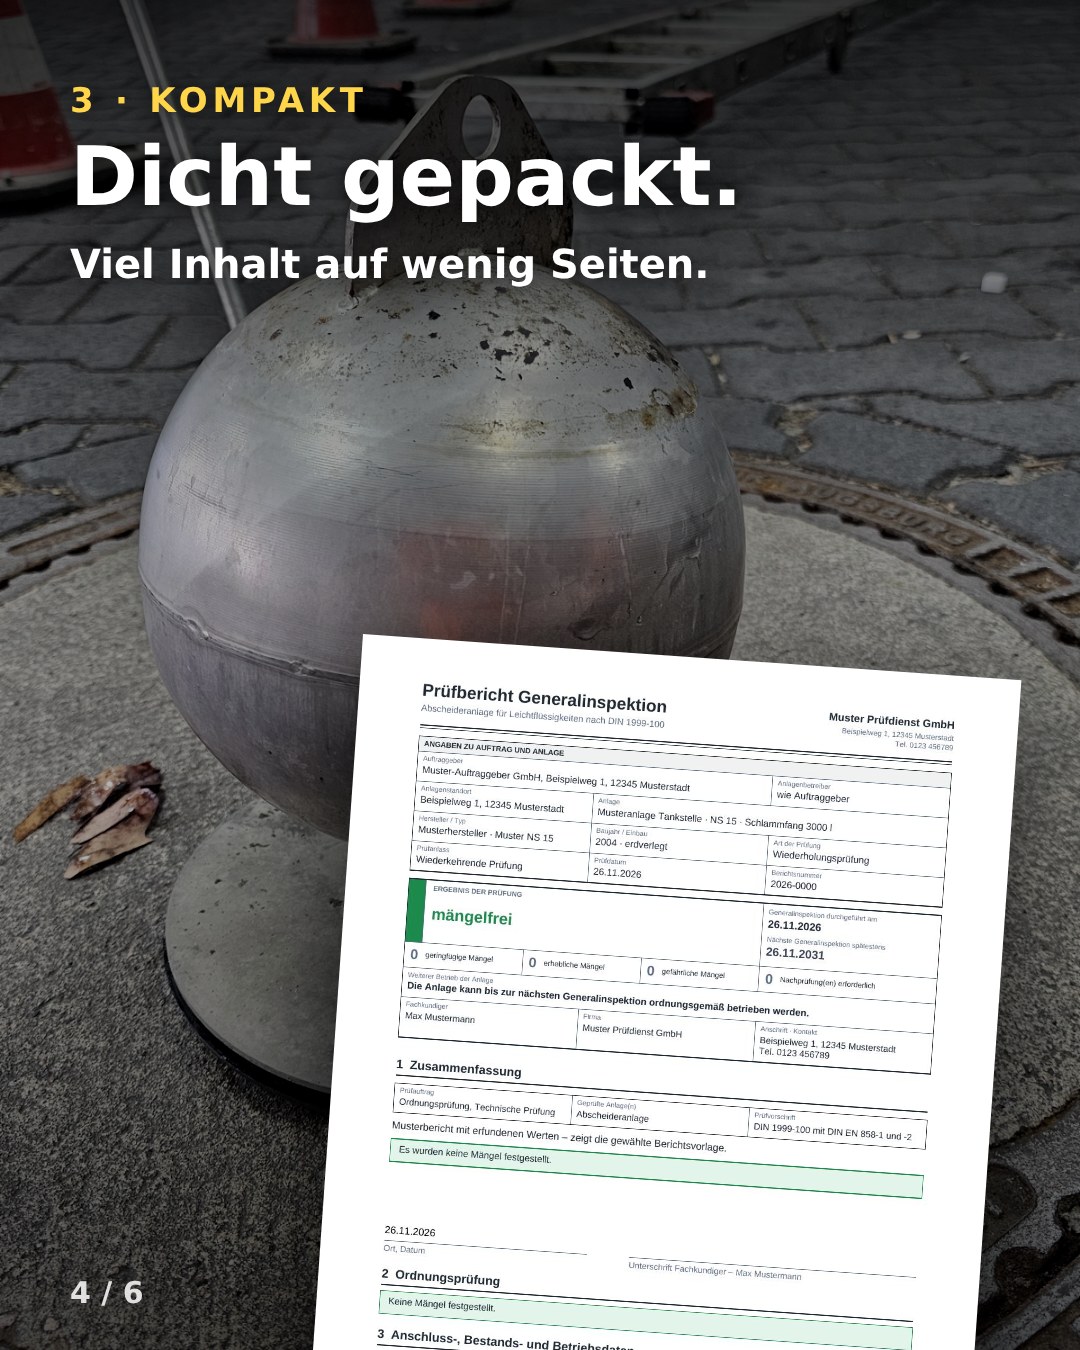 3 · KOMPAKT
Dicht gepackt.
Viel Inhalt auf wenig Seiten.
Prüfbericht Generalinspektion
Abscheideranlage für Leichtflüssigkeiten nach DIN 1999-100
Muster Prüfdienst GmbH
Beispielweg 1, 12345 Musterstadt
Tel. 0123 456789
ANGABEN ZU AUFTRAG UND ANLAGE
Auftraggeber
Muster-Auftraggeber GmbH, Beispielweg 1, 12345 Musterstadt
Anlagenbetreiber
wie Auftraggeber
Anlagenstandort
Beispielweg 1, 12345 Musterstadt
Anlage
Musteranlage Tankstelle · NS 15 · Schlammfang 3000 l
Hersteller / Typ
Musterhersteller · Muster NS 15
Baujahr / Einbau
2004 · erdverlegt
Art der Prüfung
Wiederholungsprüfung
Prüfanlass
Wiederkehrende Prüfung
Prüfdatum
26.11.2026
Berichtsnummer
2026-0000
ERGEBNIS DER PRÜFUNG
mängelfrei
Generalinspektion durchgeführt am
26.11.2026
Nächste Generalinspektion spätestens
26.11.2031
0 geringfügige Mängel
0 erhebliche Mängel
0 gefährliche Mängel
0 Nachprüfung(en) erforderlich
Weiterer Betrieb der Anlage
Die Anlage kann bis zur nächsten Generalinspektion ordnungsgemäß betrieben werden.
Fachkundiger
Max Mustermann
Firma
Muster Prüfdienst GmbH
Anschrift · Kontakt
Beispielweg 1, 12345 Musterstadt
Tel. 0123 456789
1 Zusammenfassung
Prüfauftrag
Ordnungsprüfung, Technische Prüfung
Geprüfte Anlage(n)
Abscheideranlage
Prüfvorschrift
DIN 1999-100 mit DIN EN 858-1 und -2
Musterbericht mit erfundenen Werten – zeigt die gewählte Berichtsvorlage.
Es wurden keine Mängel festgestellt.
26.11.2026
Ort, Datum
Unterschrift Fachkundiger – Max Mustermann
2 Ordnungsprüfung
Keine Mängel festgestellt.
3 Anschluss-, Bestands- und Betriebsdaten
4 / 6